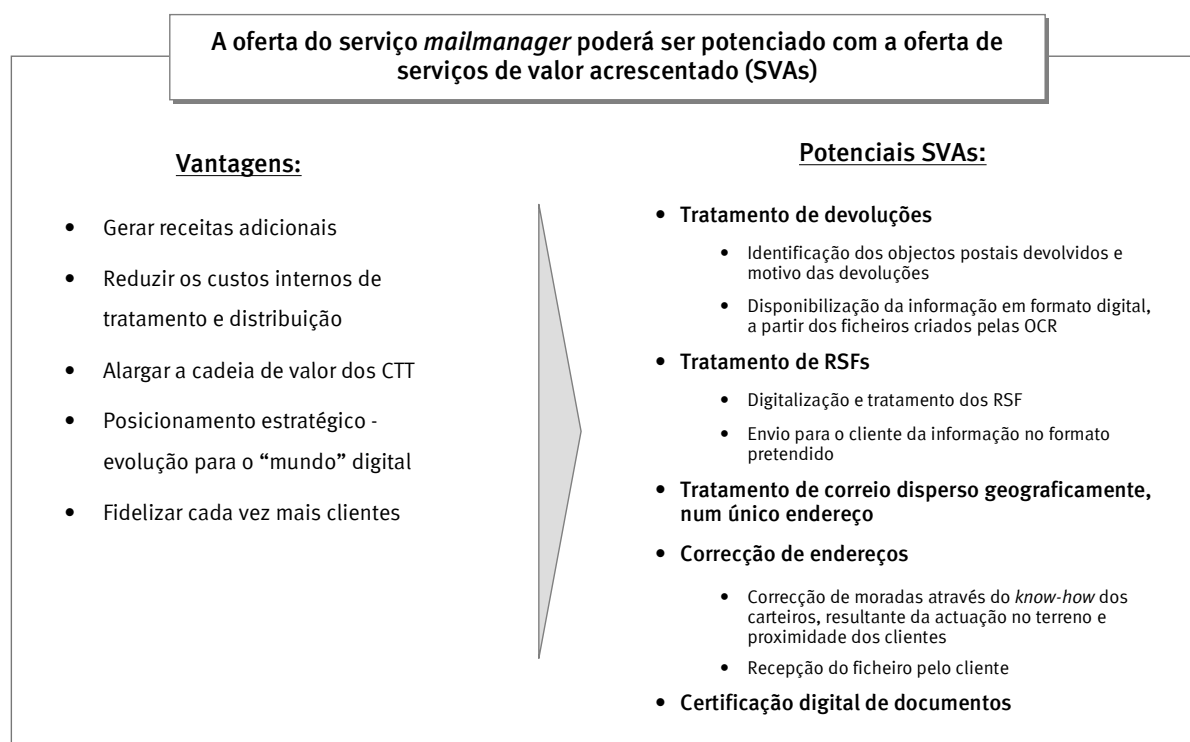 A oferta do serviço mailmanager poderá ser potenciado com a oferta de
serviços de valor acrescentado (SVAs)
Vantagens:
• Gerar receitas adicionais
• Reduzir os custos internos de
tratamento e distribuição
• Alargar a cadeia de valor dos CTT
• Posicionamento estratégico -
evolução para o “mundo” digital
• Fidelizar cada vez mais clientes
Potenciais SVAs:
• Tratamento de devoluções
• Identificação dos objectos postais devolvidos e
motivo das devoluções
• Disponibilização da informação em formato digital,
a partir dos ficheiros criados pelas OCR
• Tratamento de RSFs
• Digitalização e tratamento dos RSF
• Envio para o cliente da informação no formato
pretendido
• Tratamento de correio disperso geograficamente,
num único endereço
• Correcção de endereços
• Correcção de moradas através do know-how dos
carteiros, resultante da actuação no terreno e
proximidade dos clientes
• Recepção do ficheiro pelo cliente
• Certificação digital de documentos